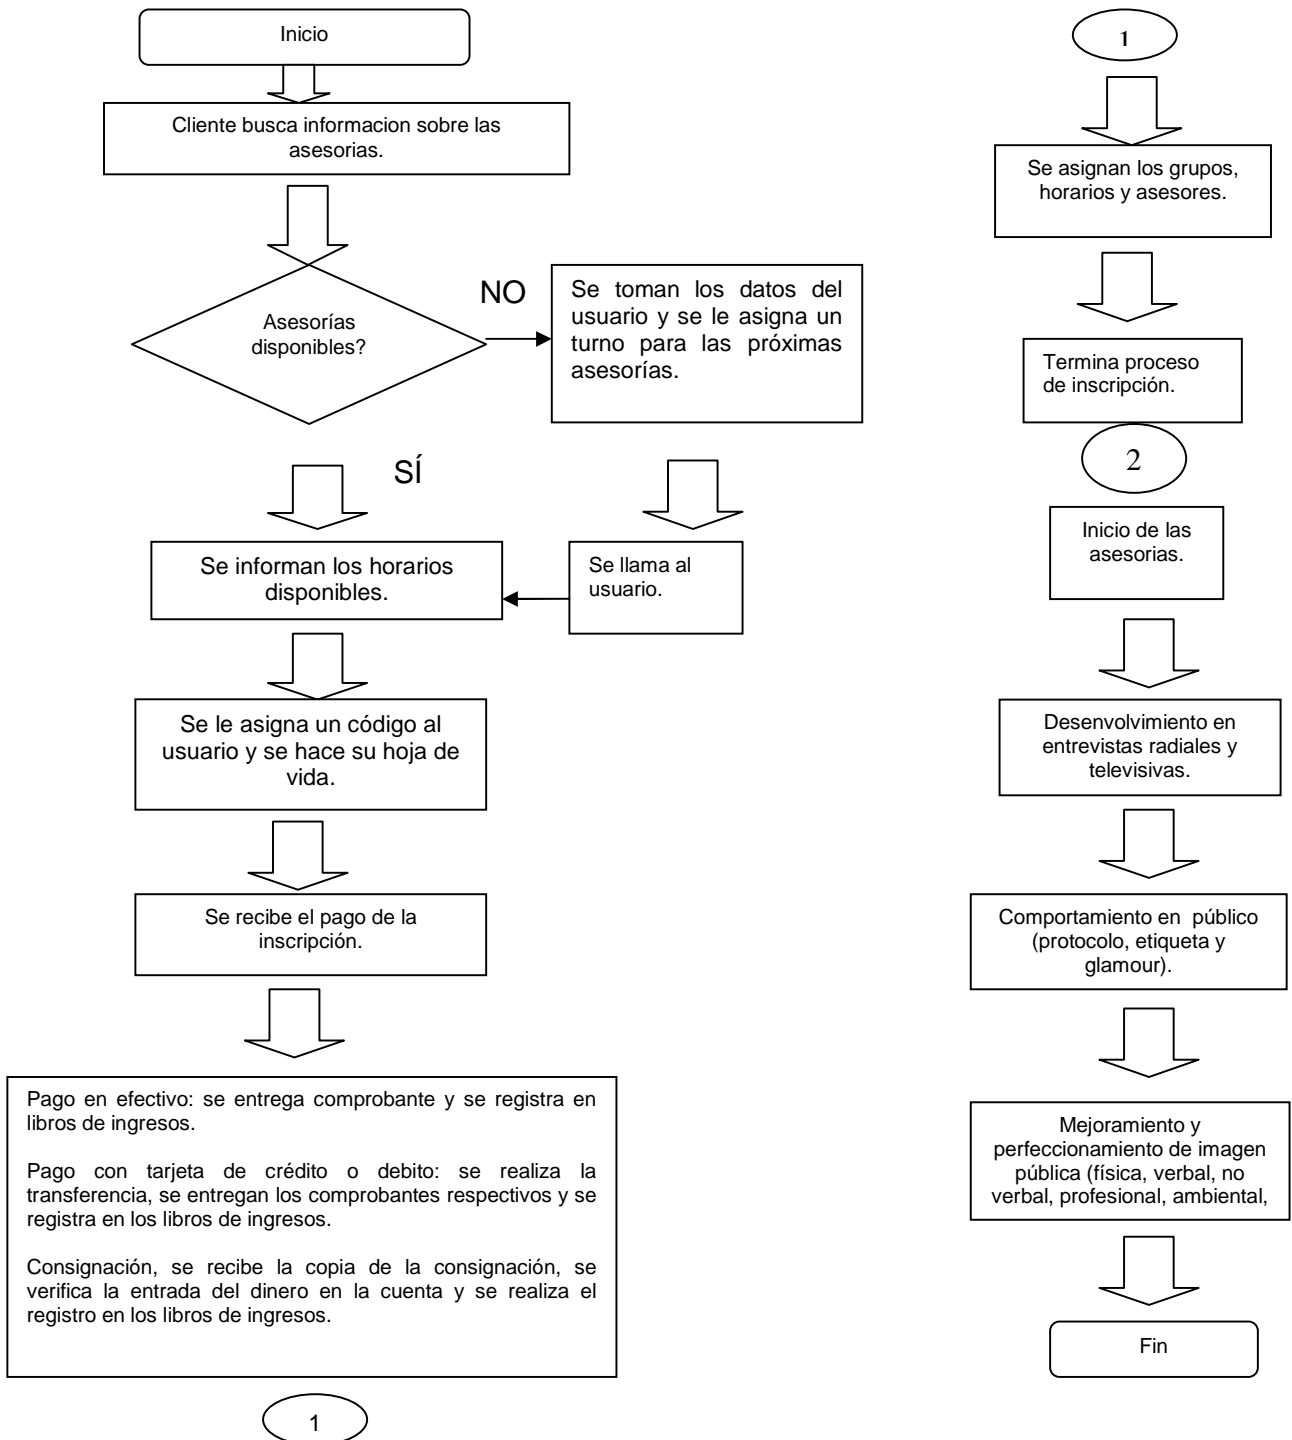 Inicio
Cliente busca informacion sobre las
asesorias.
Asesorías
disponibles?
NO
Se toman los datos del
usuario y se le asigna un
turno para las próximas
asesorías.
SÍ
Se informan los horarios
disponibles.
Se llama al
usuario.
Se le asigna un código al
usuario y se hace su hoja de
vida.
Se recibe el pago de la
inscripción.
Pago en efectivo: se entrega comprobante y se registra en
libros de ingresos.
Pago con tarjeta de crédito o debito: se realiza la
transferencia, se entregan los comprobantes respectivos y se
registra en los libros de ingresos.
Consignación, se recibe la copia de la consignación, se
verifica la entrada del dinero en la cuenta y se realiza el
registro en los libros de ingresos.
1
1
Se asignan los grupos,
horarios y asesores.
Termina proceso
de inscripción.
2
Inicio de las
asesorias.
Desenvolvimiento en
entrevistas radiales y
televisivas.
Comportamiento en público
(protocolo, etiqueta y
glamour).
Mejoramiento y
perfeccionamiento de imagen
pública (física, verbal, no
verbal, profesional, ambiental,
Fin